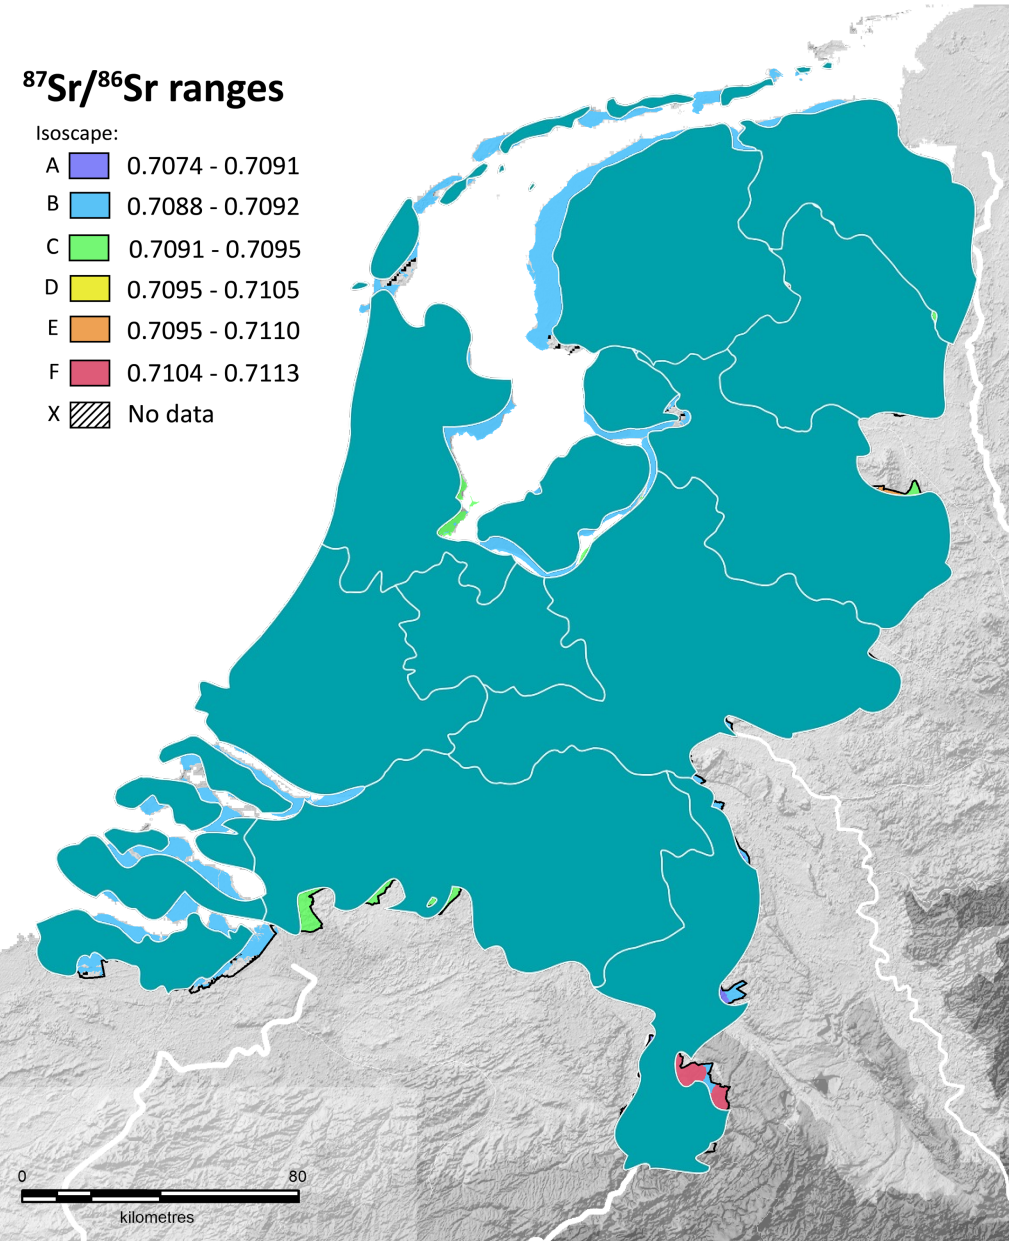 ⁸⁷Sr/⁸⁶Sr ranges
Isoscape:
A 0.7074 - 0.7091
B 0.7088 - 0.7092
C 0.7091 - 0.7095
D 0.7095 - 0.7105
E 0.7095 - 0.7110
F 0.7104 - 0.7113
X No data
0 80
kilometres